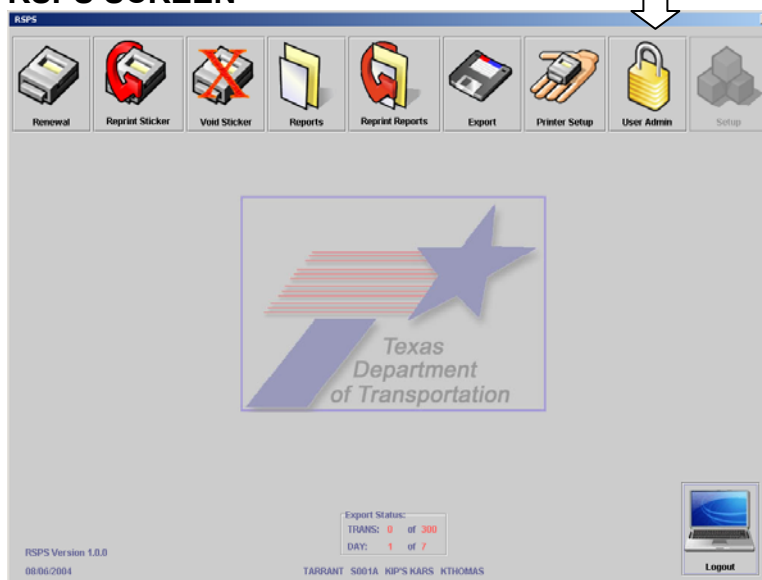 RSPS SCREEN
RSPS
Renewal
Reprint Sticker
Void Sticker
Reports
Reprint Reports
Export
Printer Setup
User Admin
Setup
Texas
Department
of Transportation
Export Status:
TRANS: 0 of 300
DAY: 1 of 7
RSPS Version 1.0.0
08/06/2004
TARRANT S001A KIP'S KARS KTHOMAS
Logout